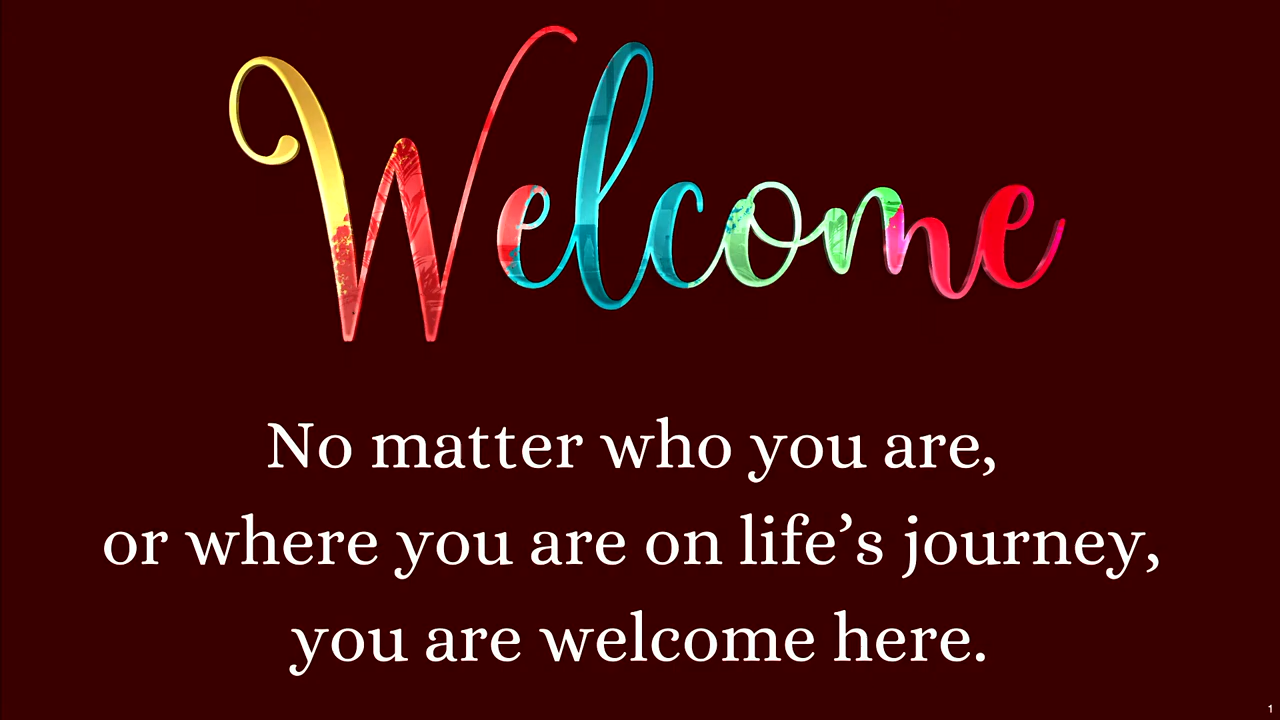 Welcome
No matter who you are,
or where you are on life’s journey,
you are welcome here.
1